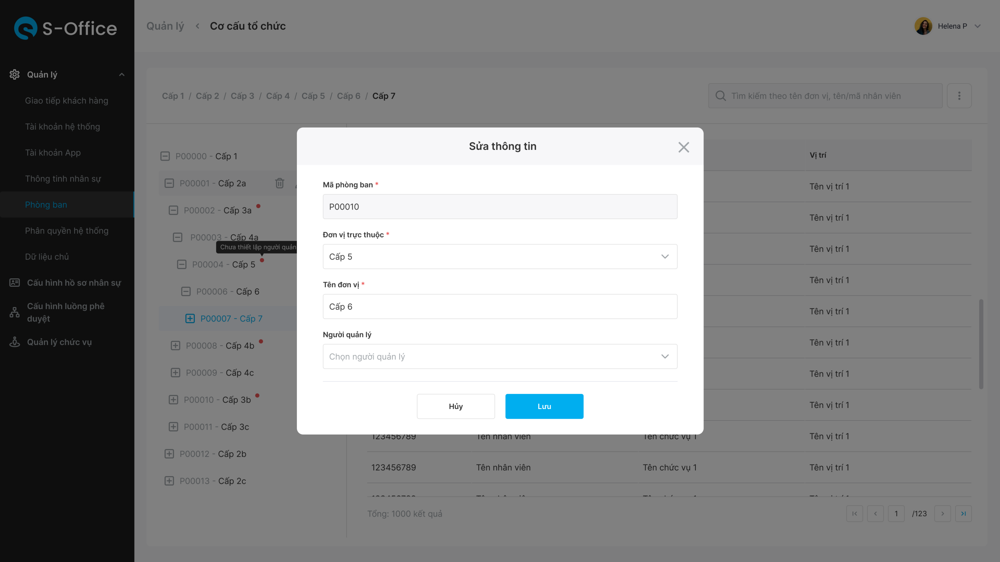 S-Office
Quản lý
Giao tiếp khách hàng
Tài khoản hệ thống
Tài khoản App
Thông tinh nhân sự
Phòng ban
Phân quyền hệ thống
Dữ liệu chủ
Cấu hình hồ sơ nhân sự
Cấu hình luồng phê
duyệt
Quản lý chức vụ
Quản lý < Cơ cấu tổ chức
Helena P
Cấp 1 / Cấp 2 / Cấp 3 / Cấp 4 / Cấp 5 / Cấp 6 / Cấp 7
Tìm kiếm theo tên đơn vị, tên/mã nhân viên
P00000 - Cấp 1
P00001 - Cấp 2a
P00002 - Cấp 3a
P00003 - Cấp 4a
Chưa thiết lập người quản
P00004 - Cấp 5
P00006 - Cấp 6
P00007 - Cấp 7
P00008 - Cấp 4b
P00009 - Cấp 4c
P00010 - Cấp 3b
P00011 - Cấp 3c
P00012 - Cấp 2b
P00013 - Cấp 2c
Sửa thông tin
Mã phòng ban *
P00010
Đơn vị trực thuộc *
Cấp 5
Tên đơn vị *
Cấp 6
Người quản lý
Chọn người quản lý
Hủy
Lưu
Vị trí
Tên vị trí 1
Tên vị trí 1
Tên vị trí 1
Tên vị trí 1
Tên vị trí 1
Tên vị trí 1
Tên vị trí 1
Tên vị trí 1
123456789 Tên nhân viên Tên chức vụ 1 Tên vị trí 1
123456789 Tên nhân viên Tên chức vụ 1 Tên vị trí 1
Tổng: 1000 kết quả
1 /123